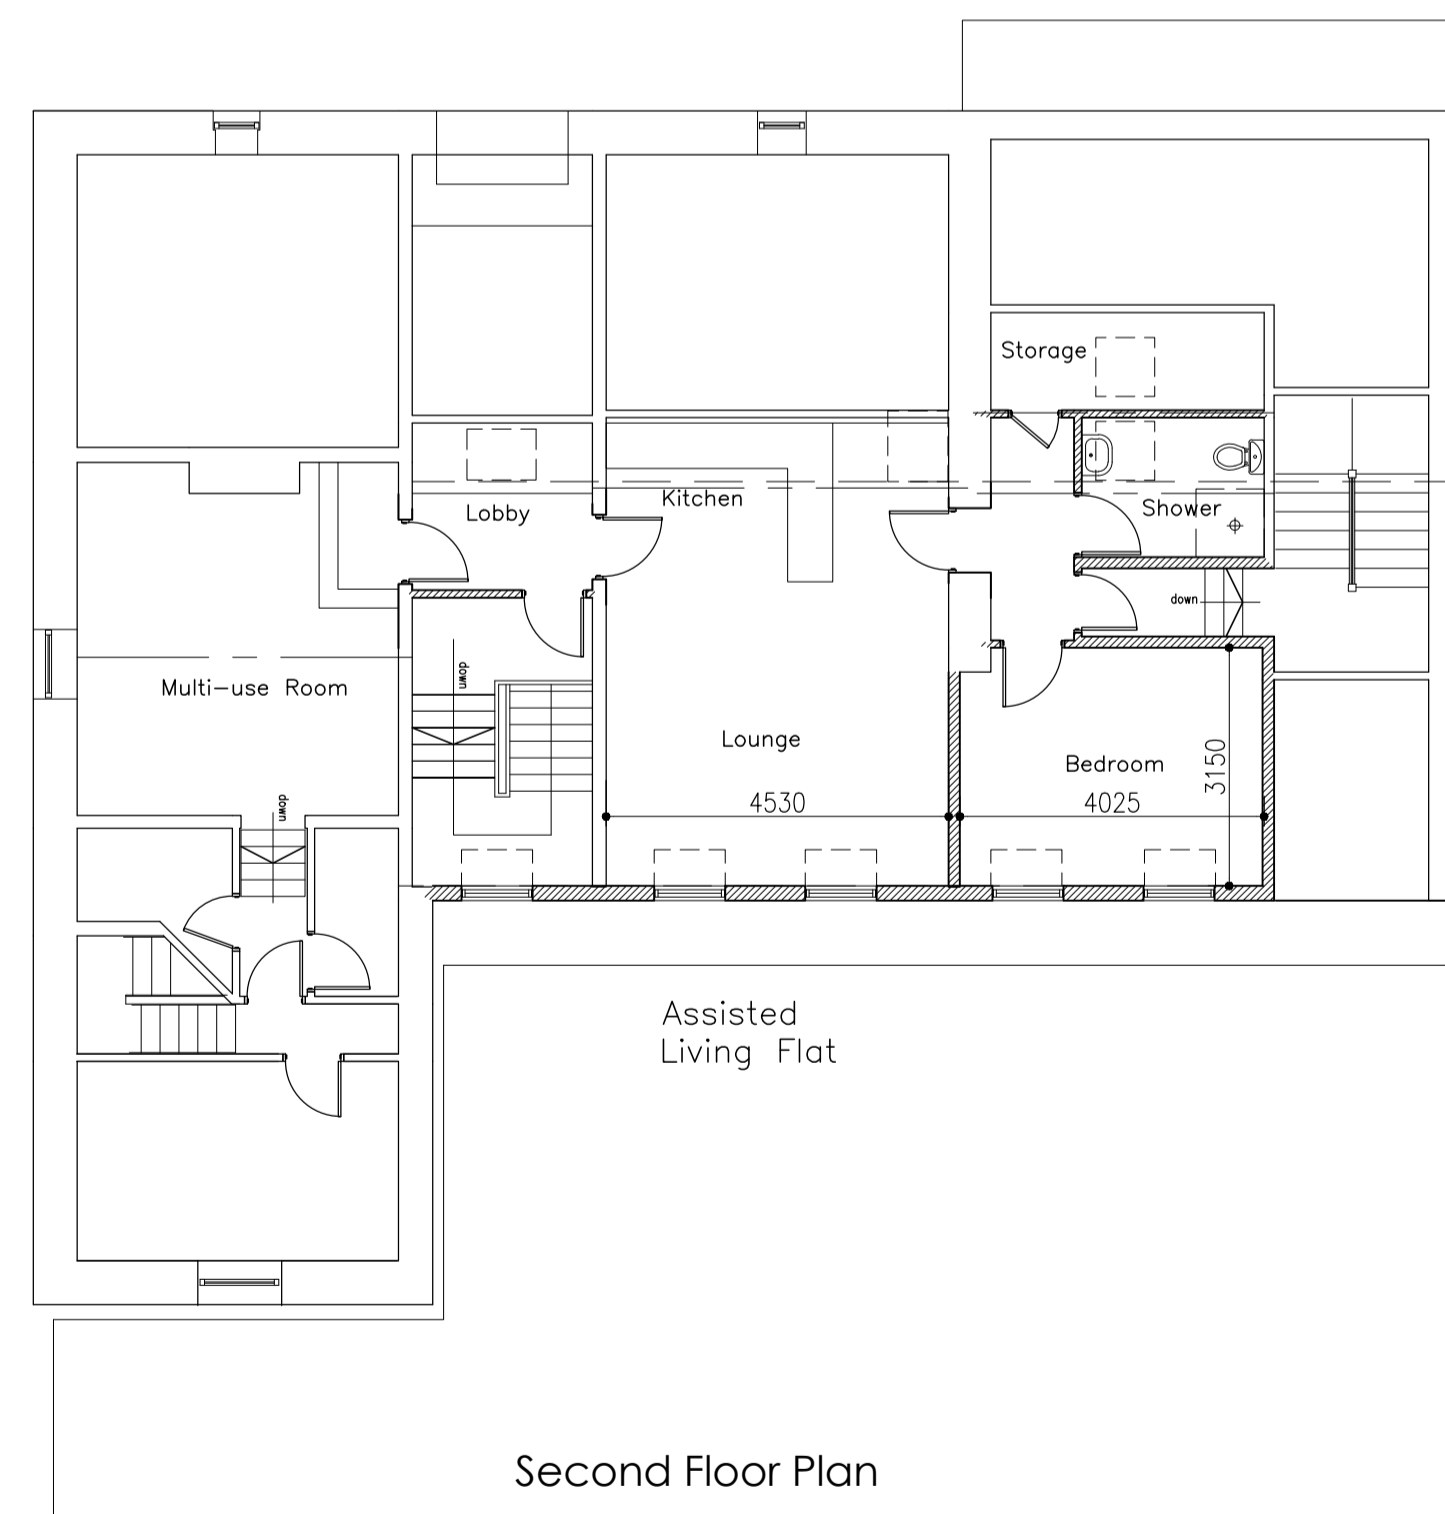 Storage
Kitchen
Lobby
Shower
down
down
Multi-use Room
Lounge
Bedroom
3150
4530
4025
down
Assisted
Living Flat
Second Floor Plan